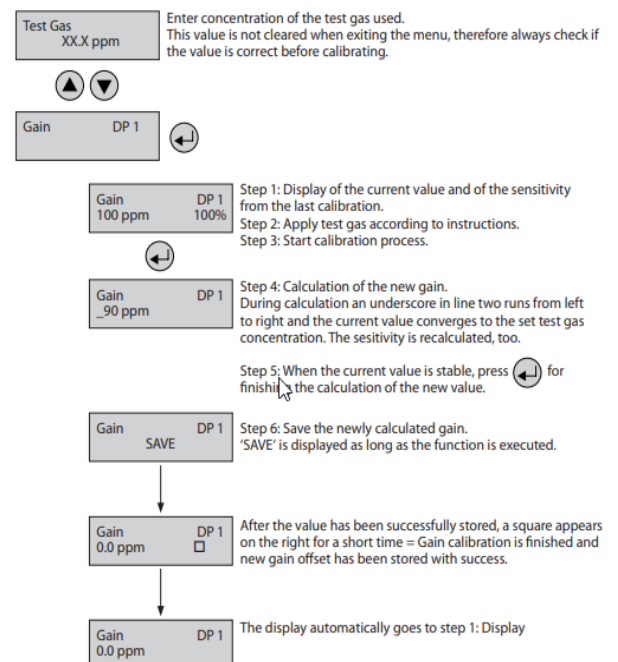 Test Gas
XX.X ppm
Enter concentration of the test gas used.
This value is not cleared when exiting the menu, therefore always check if
the value is correct before calibrating.
Gain DP 1
Gain DP 1
100 ppm 100%
Step 1: Display of the current value and of the sensitivity
from the last calibration.
Step 2: Apply test gas according to instructions.
Step 3: Start calibration process.
Gain DP 1
_90 ppm
Step 4: Calculation of the new gain.
During calculation an underscore in line two runs from left
to right and the current value converges to the set test gas
concentration. The sesitivity is recalculated, too.
Step 5: When the current value is stable, press for
finishing the calculation of the new value.
Gain DP 1
SAVE
Step 6: Save the newly calculated gain.
'SAVE' is displayed as long as the function is executed.
Gain DP 1
0.0 ppm
After the value has been successfully stored, a square appears
on the right for a short time = Gain calibration is finished and
new gain offset has been stored with success.
Gain DP 1
0.0 ppm
The display automatically goes to step 1: Display